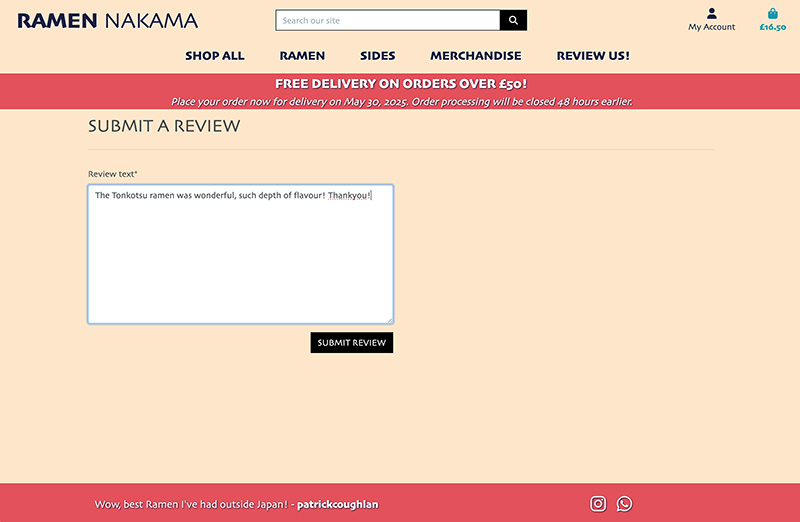 RAMEN NAKAMA
Search our site
My Account
£16.50
SHOP ALL RAMEN SIDES MERCHANDISE REVIEW US!
FREE DELIVERY ON ORDERS OVER £50!
Place your order now for delivery on May 30, 2025. Order processing will be closed 48 hours earlier.
SUBMIT A REVIEW
Review text*
The Tonkotsu ramen was wonderful, such depth of flavour! Thankyou!
SUBMIT REVIEW
Wow, best Ramen I've had outside Japan! - patrickcoughlan